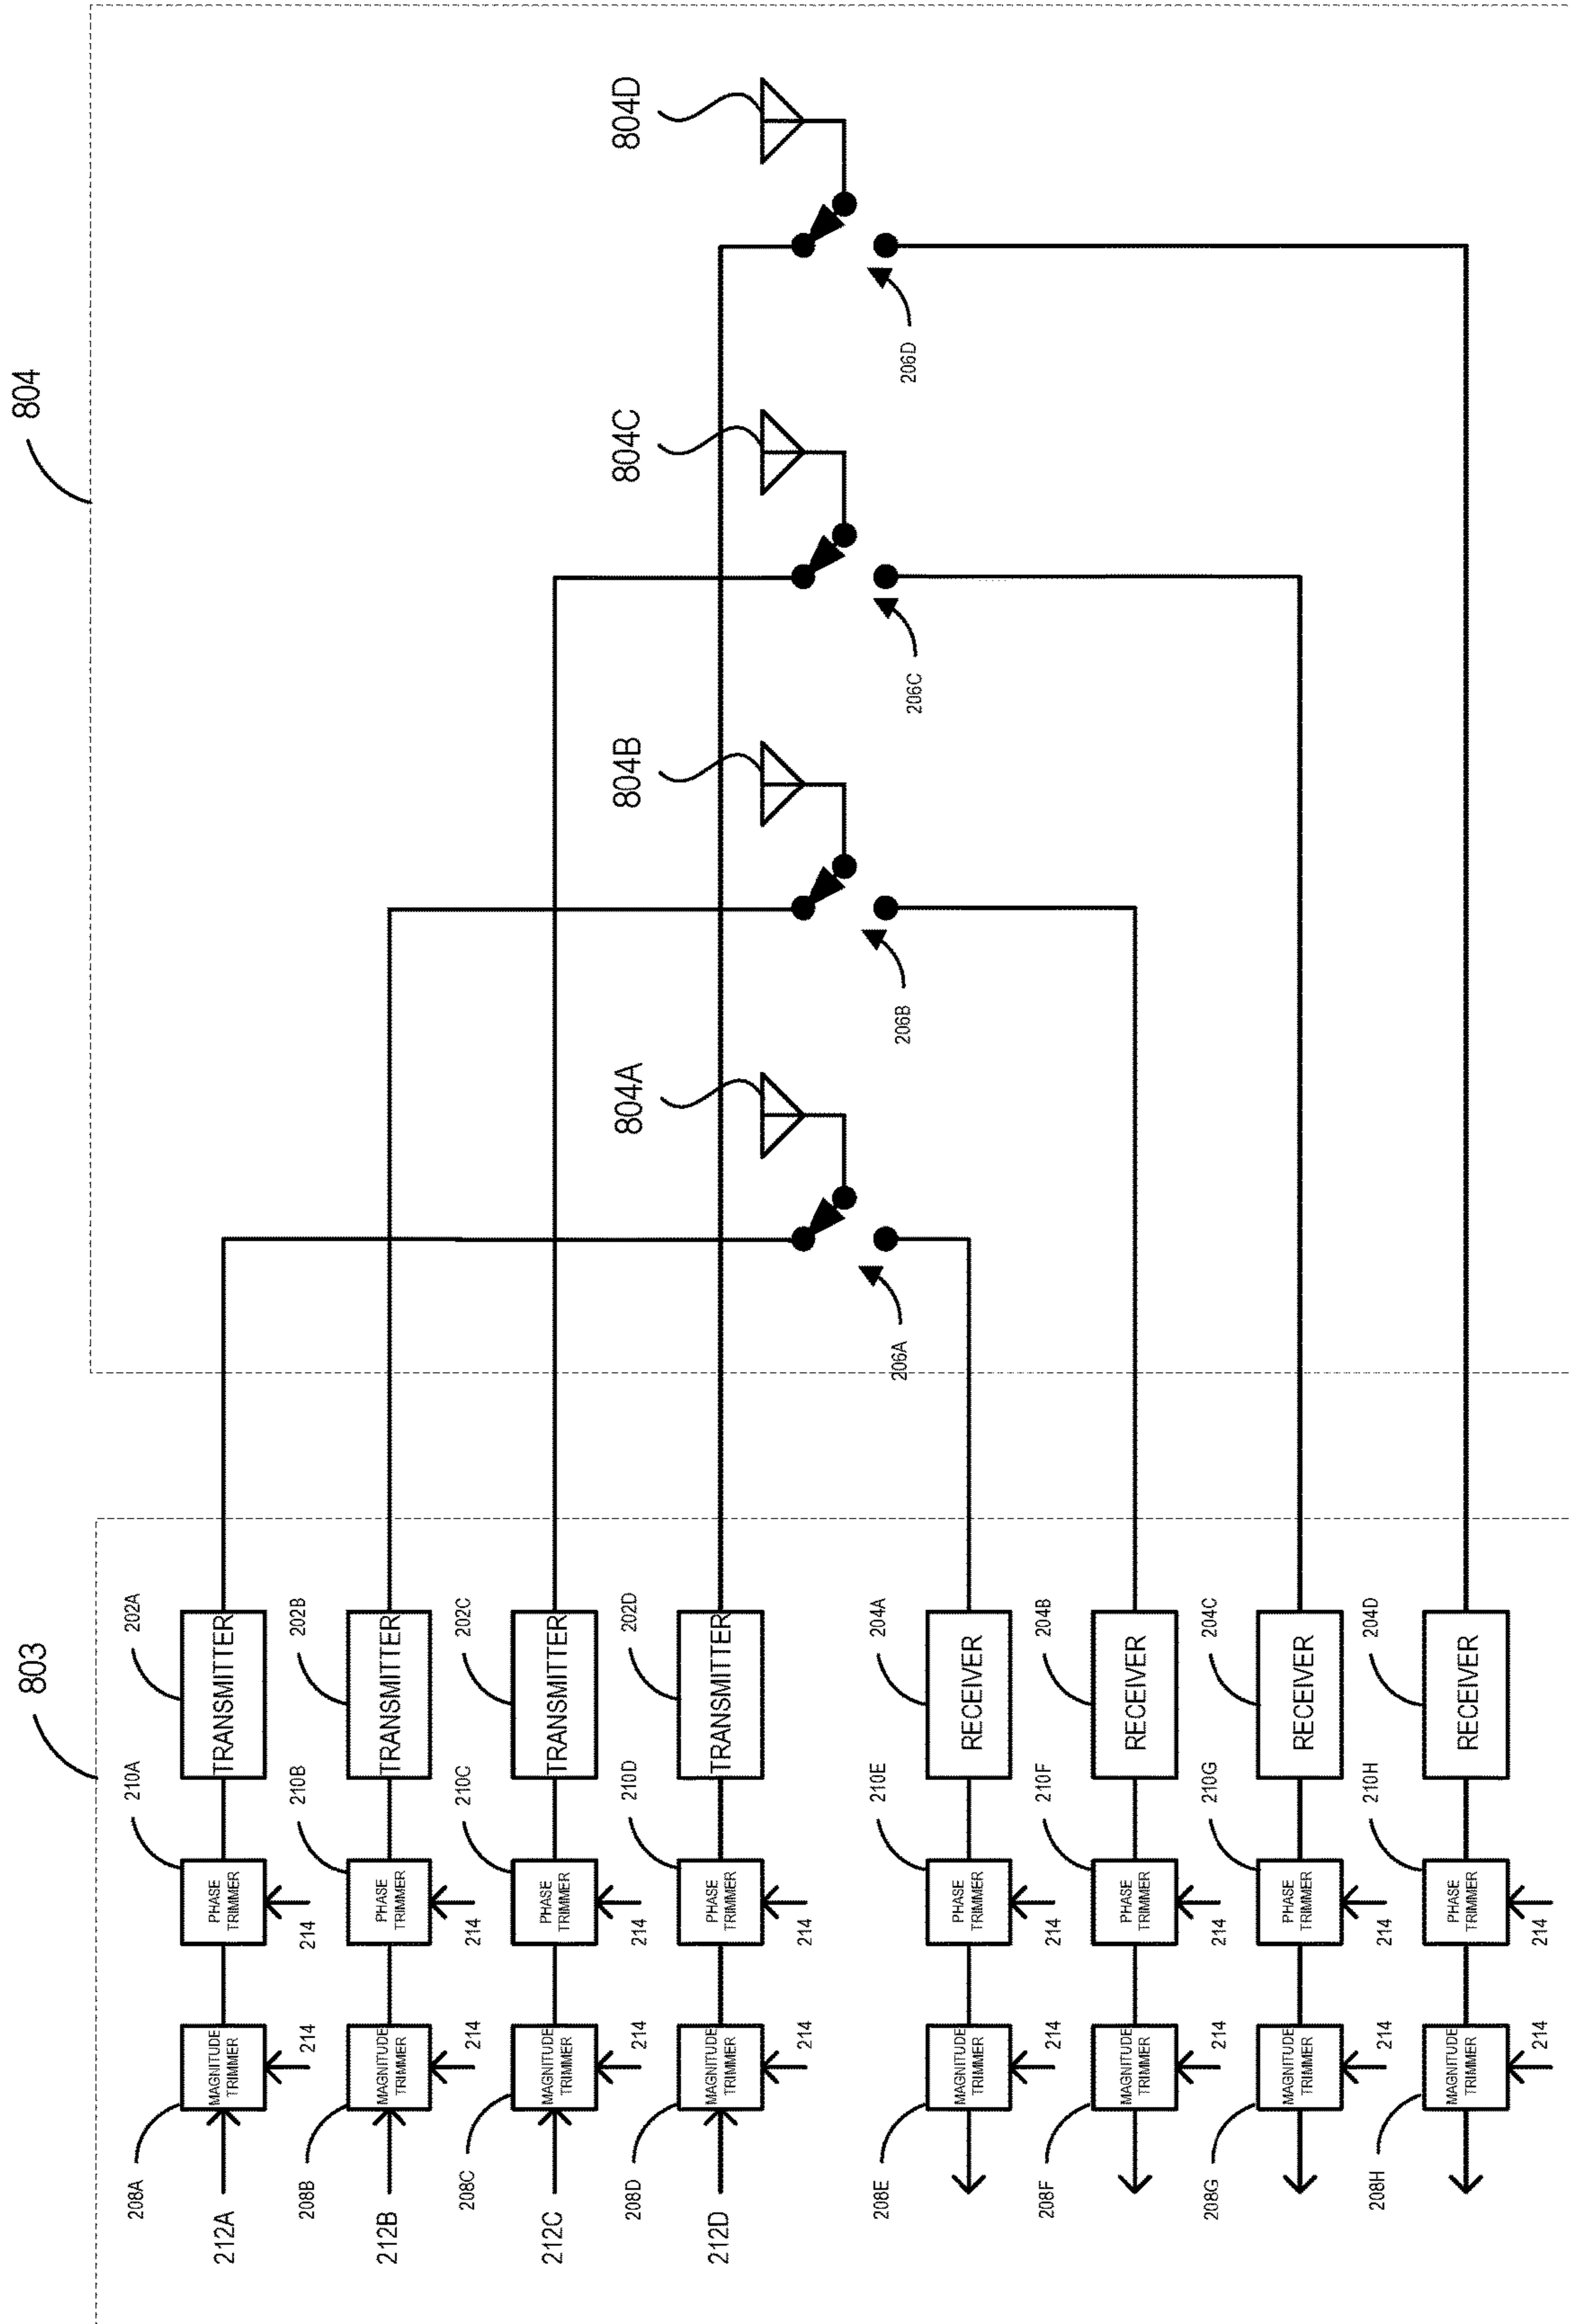 803
804
208A
210A
202A
212A
MAGNITUDE
TRIMMER
214
PHASE
TRIMMER
214
TRANSMITTER
208B
210B
202B
212B
MAGNITUDE
TRIMMER
214
PHASE
TRIMMER
214
TRANSMITTER
208C
210C
202C
212C
MAGNITUDE
TRIMMER
214
PHASE
TRIMMER
214
TRANSMITTER
208D
210D
202D
212D
MAGNITUDE
TRIMMER
214
PHASE
TRIMMER
214
TRANSMITTER
804A
804B
804C
804D
206A
206B
206C
206D
208E
210E
204A
MAGNITUDE
TRIMMER
214
PHASE
TRIMMER
214
RECEIVER
208F
210F
204B
MAGNITUDE
TRIMMER
214
PHASE
TRIMMER
214
RECEIVER
208G
210G
204C
MAGNITUDE
TRIMMER
214
PHASE
TRIMMER
214
RECEIVER
208H
210H
204D
MAGNITUDE
TRIMMER
214
PHASE
TRIMMER
214
RECEIVER